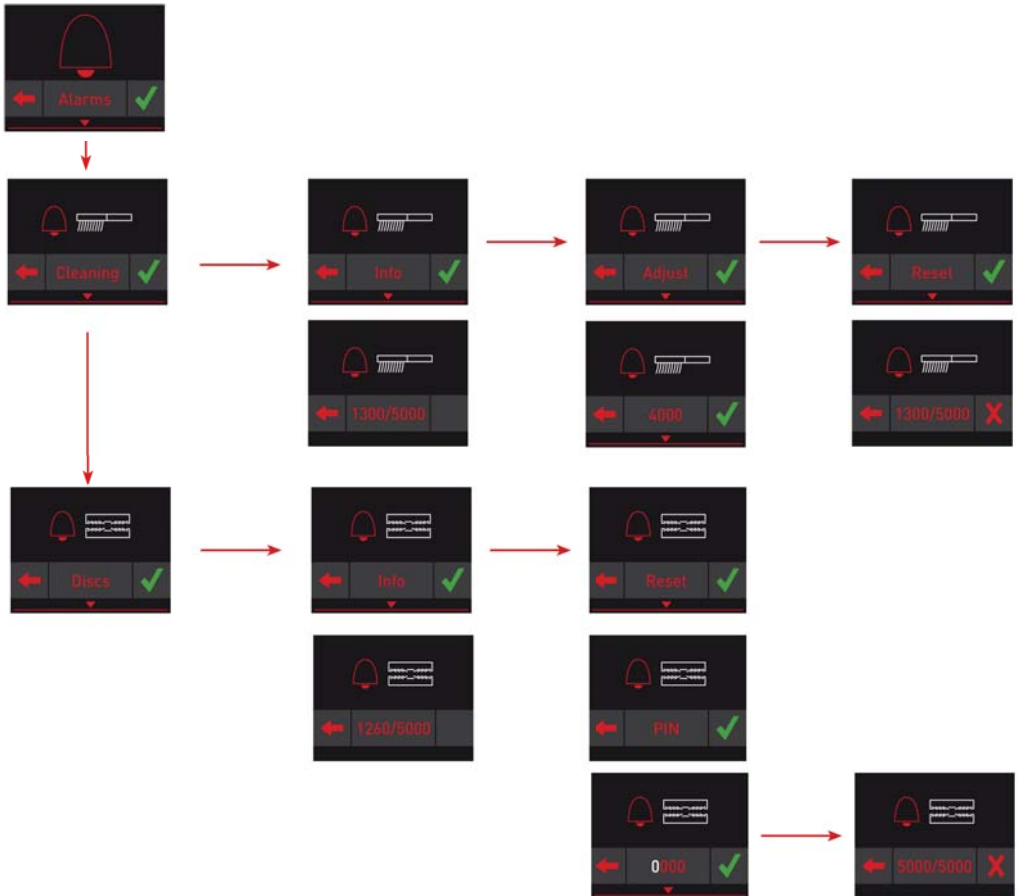 Alarms
Cleaning
Info
Adjust
Reset
1300/5000
4000
1300/5000
Discs
Info
Reset
1260/5000
PIN
0000
5000/5000